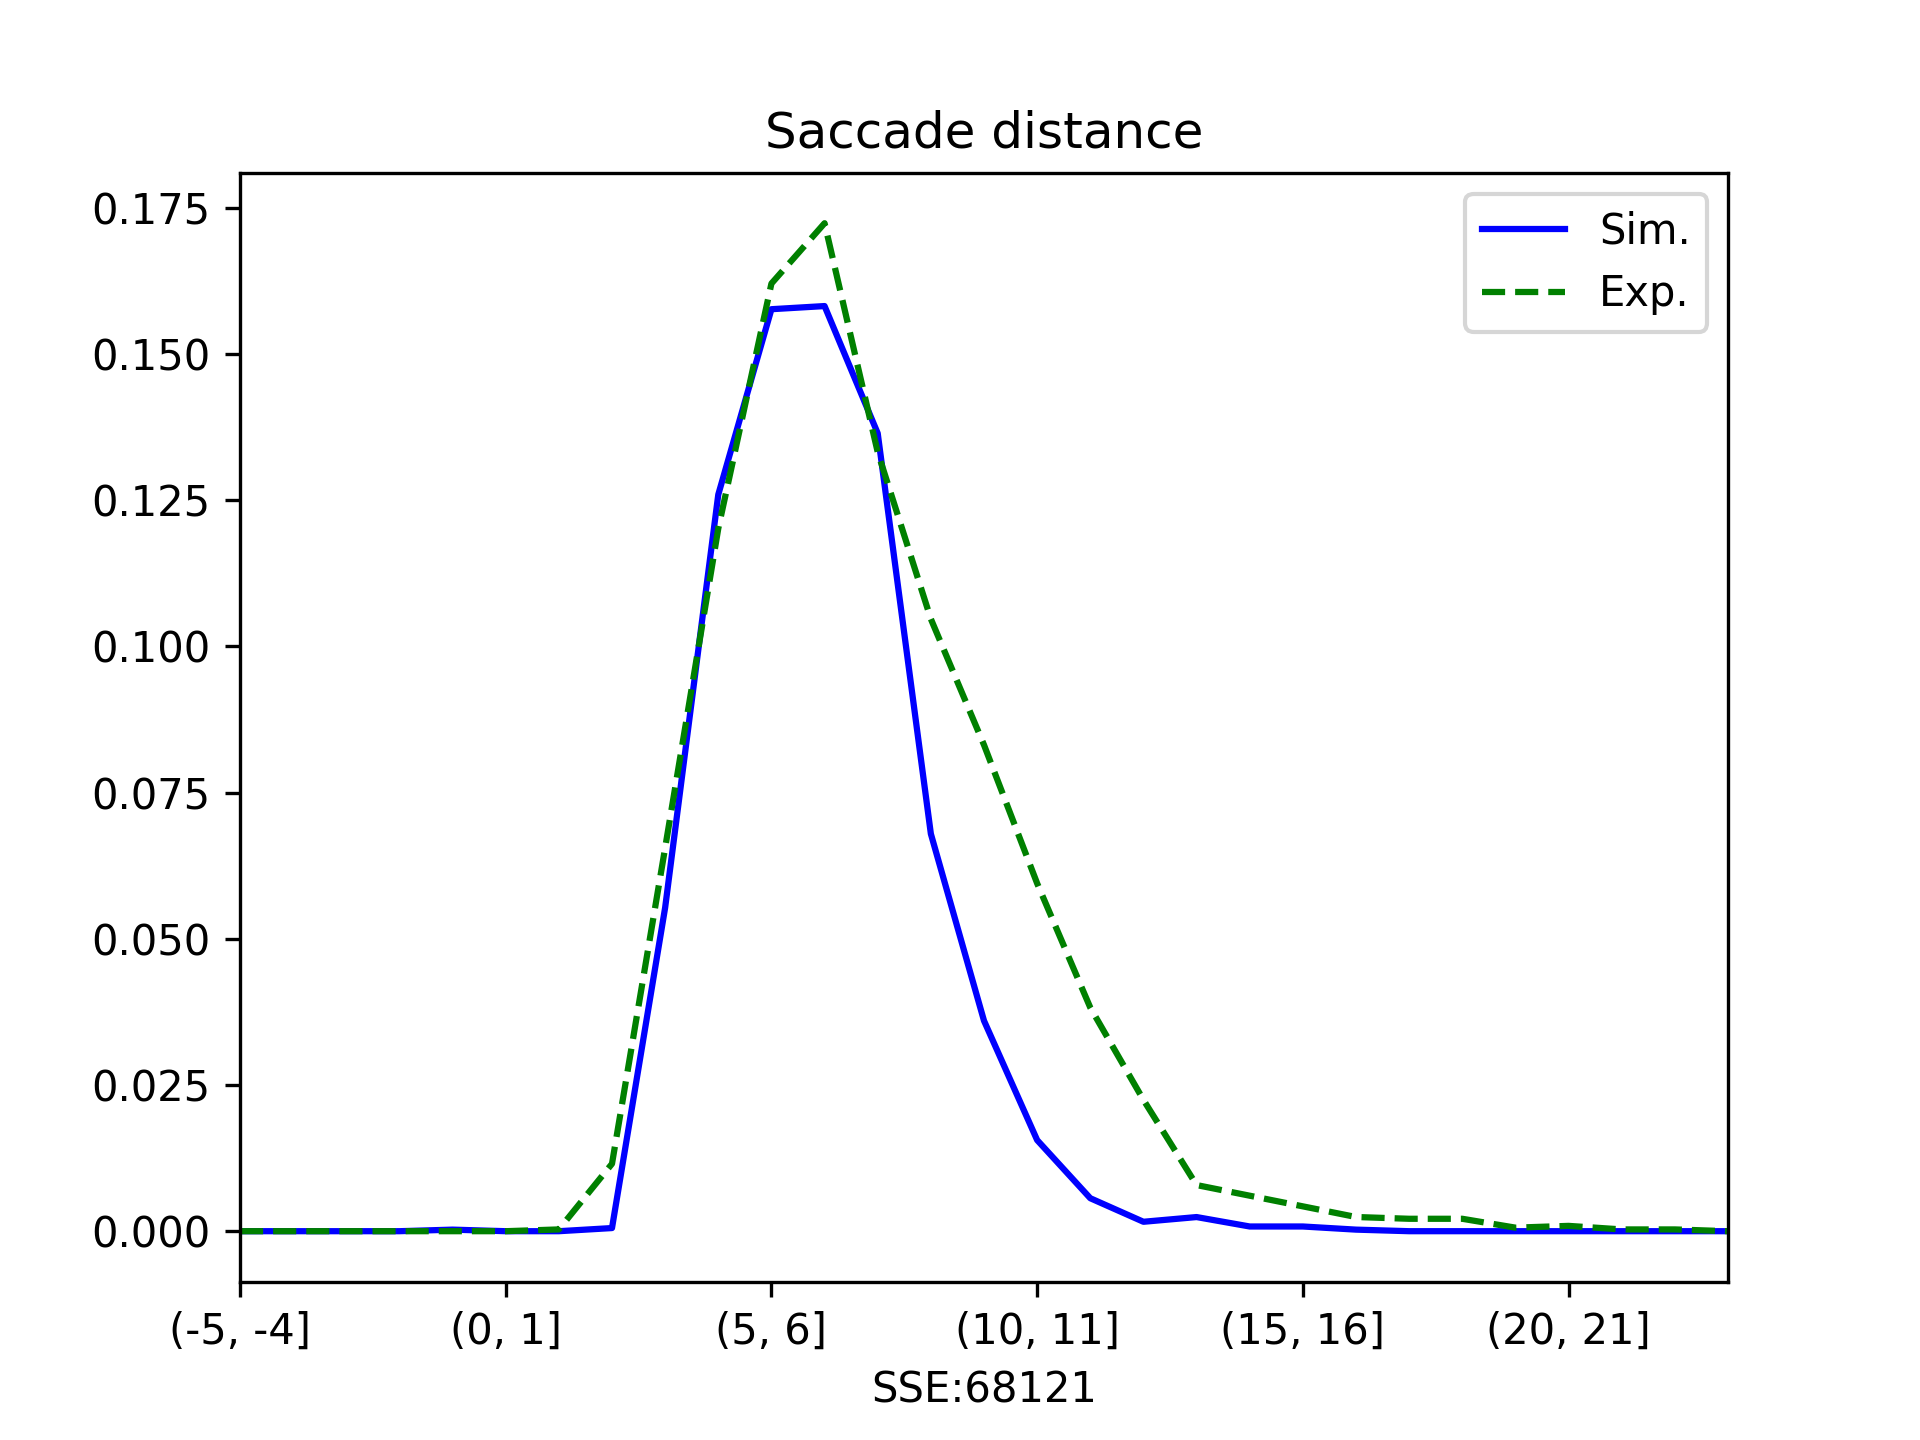 Saccade distance
Sim.
Exp.
0.175
0.150
0.125
0.100
0.075
0.050
0.025
0.000
(-5, -4] (0, 1] (5, 6] (10, 11] (15, 16] (20, 21]
SSE:68121